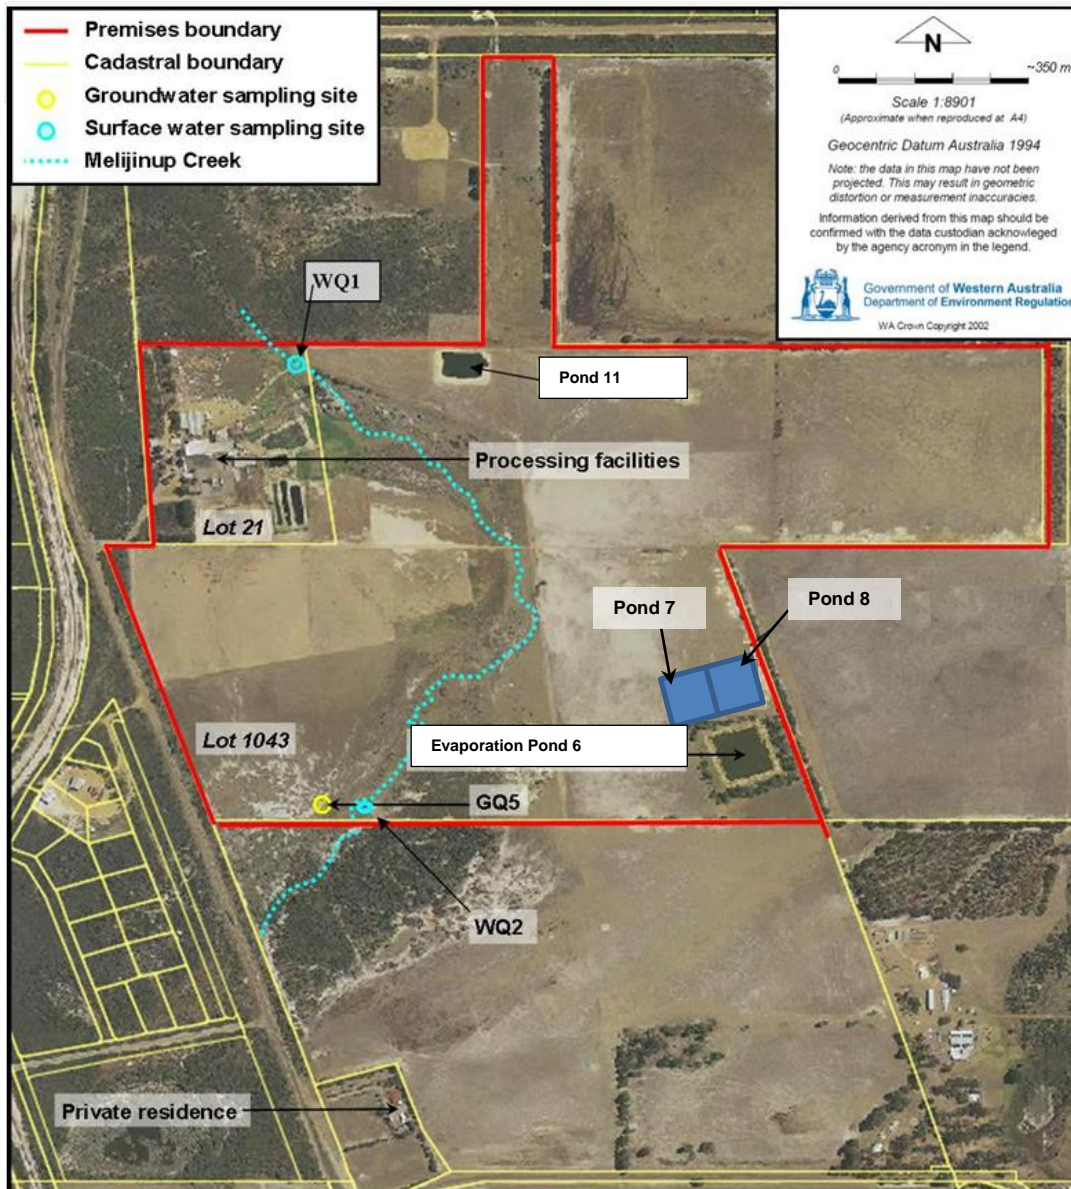 Premises boundary
Cadastral boundary
Groundwater sampling site
Surface water sampling site
Melijinup Creek
N
0
~350 m
Scale 1:8901
(Approximate when reproduced at A4)
Geocentric Datum Australia 1994
Note: the data in this map have not been
projected. This may result in geometric
distortion or measurement inaccuracies.
Information derived from this map should be
confirmed with the data custodian acknowleged
by the agency acronym in the legend.
Government of Western Australia
Department of Environment Regulation
WA Crown Copyright 2002
WQ1
Pond 11
Processing facilities
Lot 21
Pond 7
Pond 8
Lot 1043
Evaporation Pond 6
GQ5
WQ2
Private residence